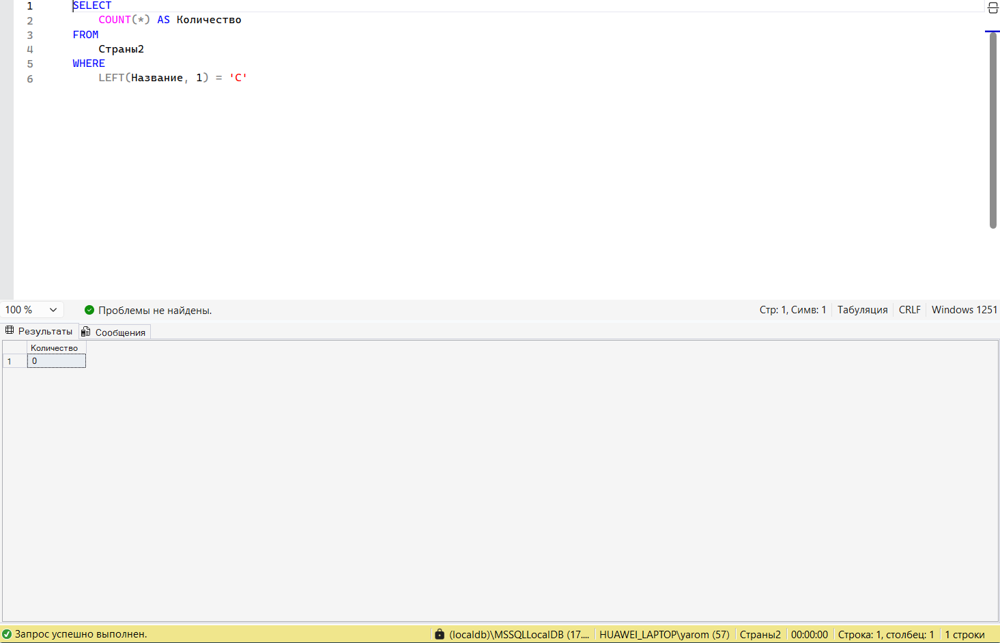 1 SELECT
2 COUNT(*) AS Количество
3 FROM
4 Страны2
5 WHERE
6 LEFT(Название, 1) = 'С'
100 % Проблемы не найдены. Стр: 1, Симв: 1 Табуляция CRLF Windows 1251
Результаты Сообщения
Количество
1 0
Запрос успешно выполнен. (localdb)\MSSQLLocalDB (17.... HUAWEI_LAPTOP\yarom (57) Страны2 00:00:00 Строка: 1, столбец: 1 1 строки